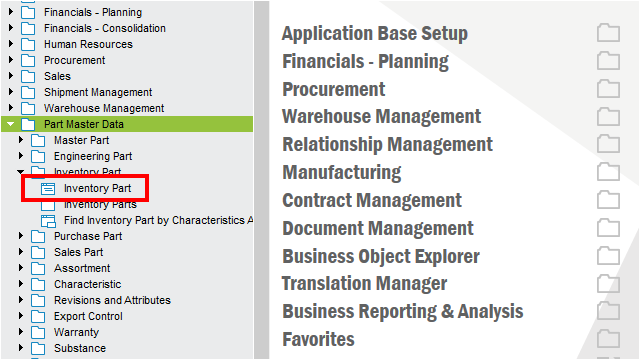 Financials - Planning
Financials - Consolidation
Human Resources
Procurement
Sales
Shipment Management
Warehouse Management
Part Master Data
Master Part
Engineering Part
Inventory Part
Inventory Part
Inventory Parts
Find Inventory Part by Characteristics A
Purchase Part
Sales Part
Assortment
Characteristic
Revisions and Attributes
Export Control
Warranty
Substance
Application Base Setup
Financials - Planning
Procurement
Warehouse Management
Relationship Management
Manufacturing
Contract Management
Document Management
Business Object Explorer
Translation Manager
Business Reporting & Analysis
Favorites